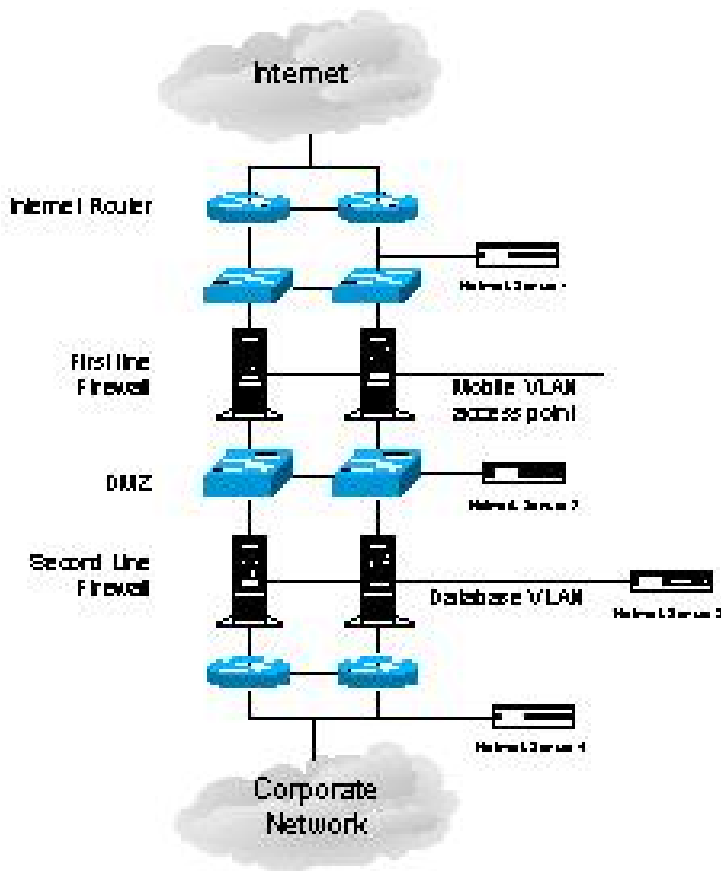 Internet
Internet Router
First line
Firewall
Mobile VLAN
access point
DMZ
Second Line
Firewall
Database VLAN
Corporate
Network